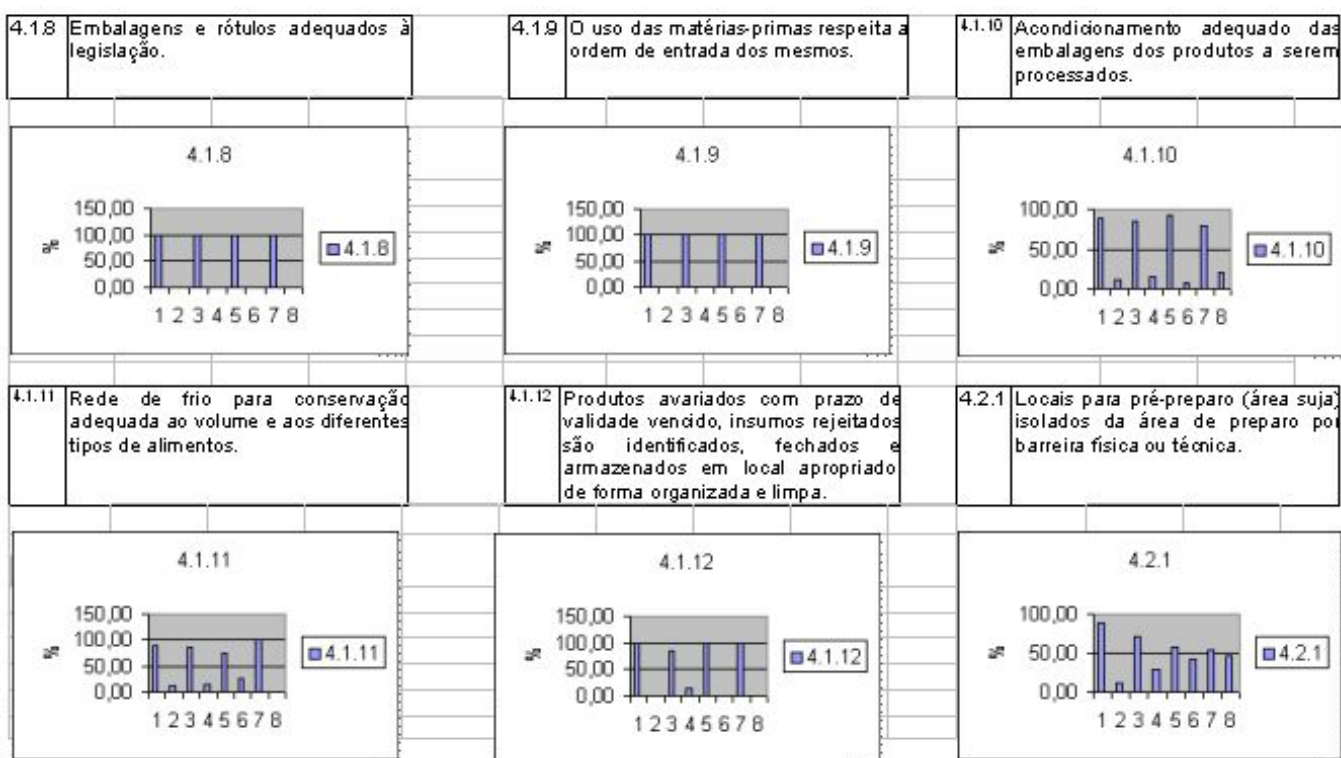 4.1.8 Embalagens e rótulos adequados à
legislação.
4.1.9 O uso das matérias-primas respeita a
ordem de entrada dos mesmos.
4.1.10 Acondicionamento adequado das
embalagens dos produtos a serem
processados.
4.1.8
150,00
100,00
50,00
0,00
%
1 2 3 4 5 6 7 8
4.1.8
4.1.9
150,00
100,00
50,00
0,00
%
1 2 3 4 5 6 7 8
4.1.9
4.1.10
100,00
50,00
0,00
%
1 2 3 4 5 6 7 8
4.1.10
4.1.11 Rede de frio para conservação
adequada ao volume e aos diferentes
tipos de alimentos.
4.1.12 Produtos avariados com prazo de
validade vencido, insumos rejeitados
são identificados, fechados e
armazenados em local apropriado
de forma organizada e limpa.
4.2.1 Locais para pré-preparo (área suja)
isolados da área de preparo por
barreira física ou técnica.
4.1.11
150,00
100,00
50,00
0,00
%
1 2 3 4 5 6 7 8
4.1.11
4.1.12
150,00
100,00
50,00
0,00
%
1 2 3 4 5 6 7 8
4.1.12
4.2.1
100,00
50,00
0,00
%
1 2 3 4 5 6 7 8
4.2.1